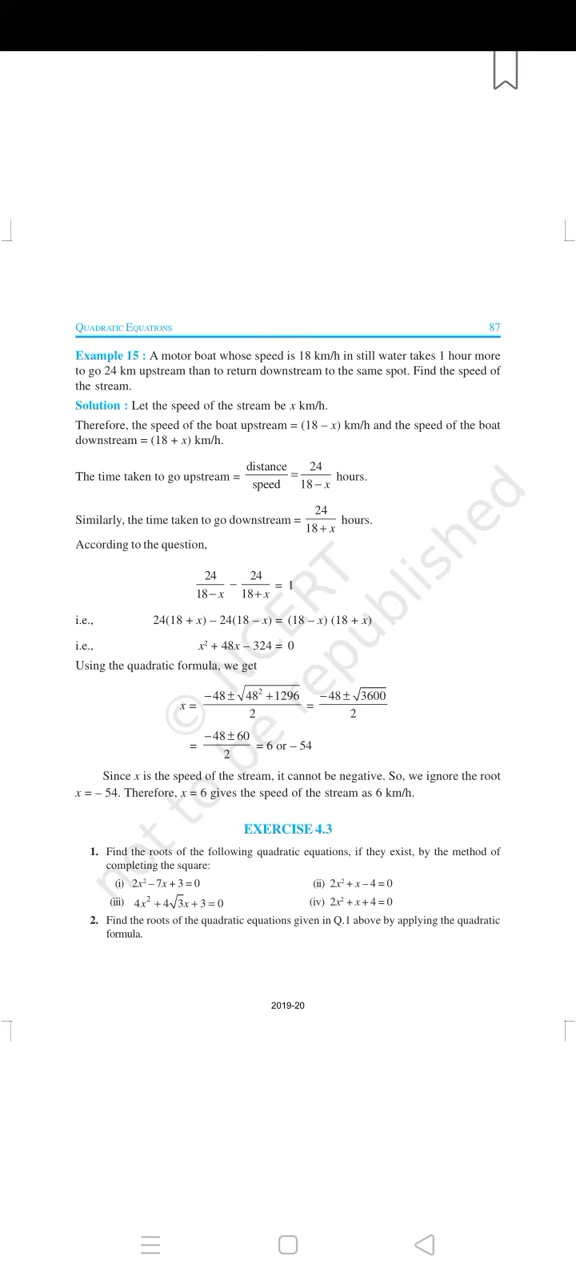 QUADRATIC EQUATIONS 87
Example 15 : A motor boat whose speed is 18 km/h in still water takes 1 hour more
to go 24 km upstream than to return downstream to the same spot. Find the speed of
the stream.
Solution : Let the speed of the stream be x km/h.
Therefore, the speed of the boat upstream = (18 – x) km/h and the speed of the boat
downstream = (18 + x) km/h.
The time taken to go upstream = distance/speed = 24/(18 – x) hours.
Similarly, the time taken to go downstream = 24/(18 + x) hours.
According to the question,
24/(18 – x) – 24/(18 + x) = 1
i.e., 24(18 + x) – 24(18 – x) = (18 – x) (18 + x)
i.e., x² + 48x – 324 = 0
Using the quadratic formula, we get
x = (–48 ± √(48² + 1296))/2 = (–48 ± √3600)/2
= (–48 ± 60)/2 = 6 or – 54
Since x is the speed of the stream, it cannot be negative. So, we ignore the root
x = – 54. Therefore, x = 6 gives the speed of the stream as 6 km/h.
EXERCISE 4.3
1. Find the roots of the following quadratic equations, if they exist, by the method of
completing the square:
(i) 2x² – 7x + 3 = 0 (ii) 2x² + x – 4 = 0
(iii) 4x² + 4√3x + 3 = 0 (iv) 2x² + x + 4 = 0
2. Find the roots of the quadratic equations given in Q.1 above by applying the quadratic
formula.
© NCERT
not to be republished
2019-20